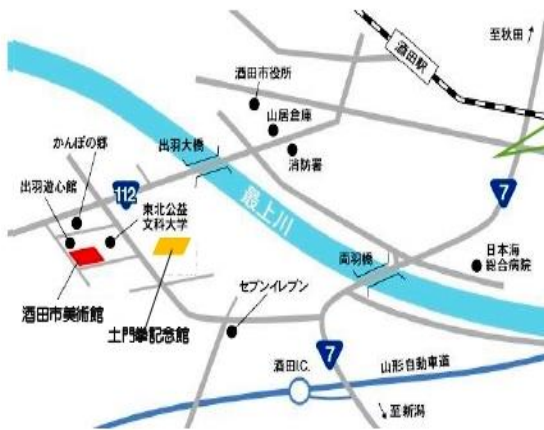 至秋田
酒田駅
酒田市役所
山居倉庫
消防署
出羽大橋
かんぽの郷
出羽遊心館
112
東北公益
文科大学
最上川
7
両羽橋
日本海
総合病院
酒田市美術館
土門拳記念館
セブンイレブン
7
酒田IC.
山形自動車道
至新潟